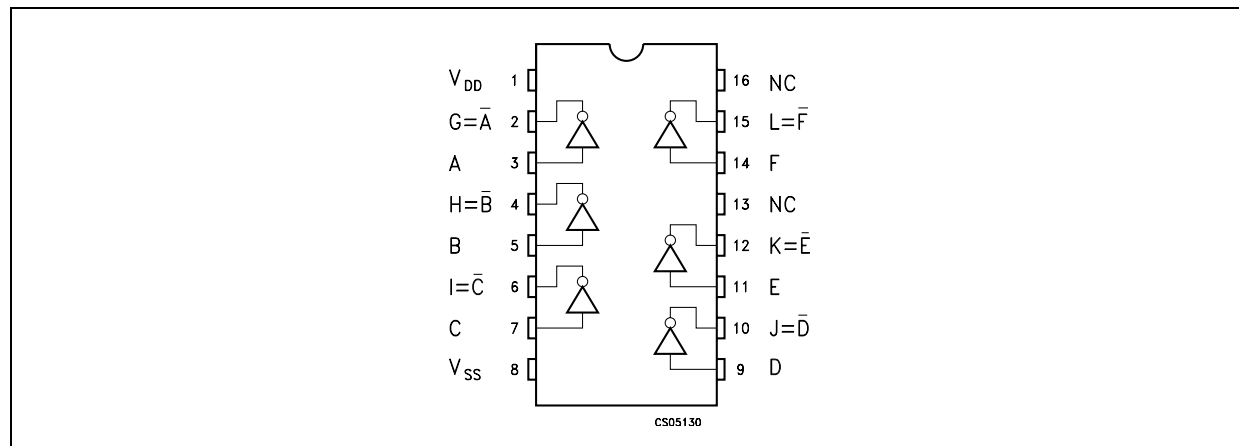 V_DD 1 16 NC
G=A̅ 2 15 L=F̅
A 3 14 F
H=B̅ 4 13 NC
B 5 12 K=E̅
I=C̅ 6 11 E
C 7 10 J=D̅
V_SS 8 9 D
CS05130